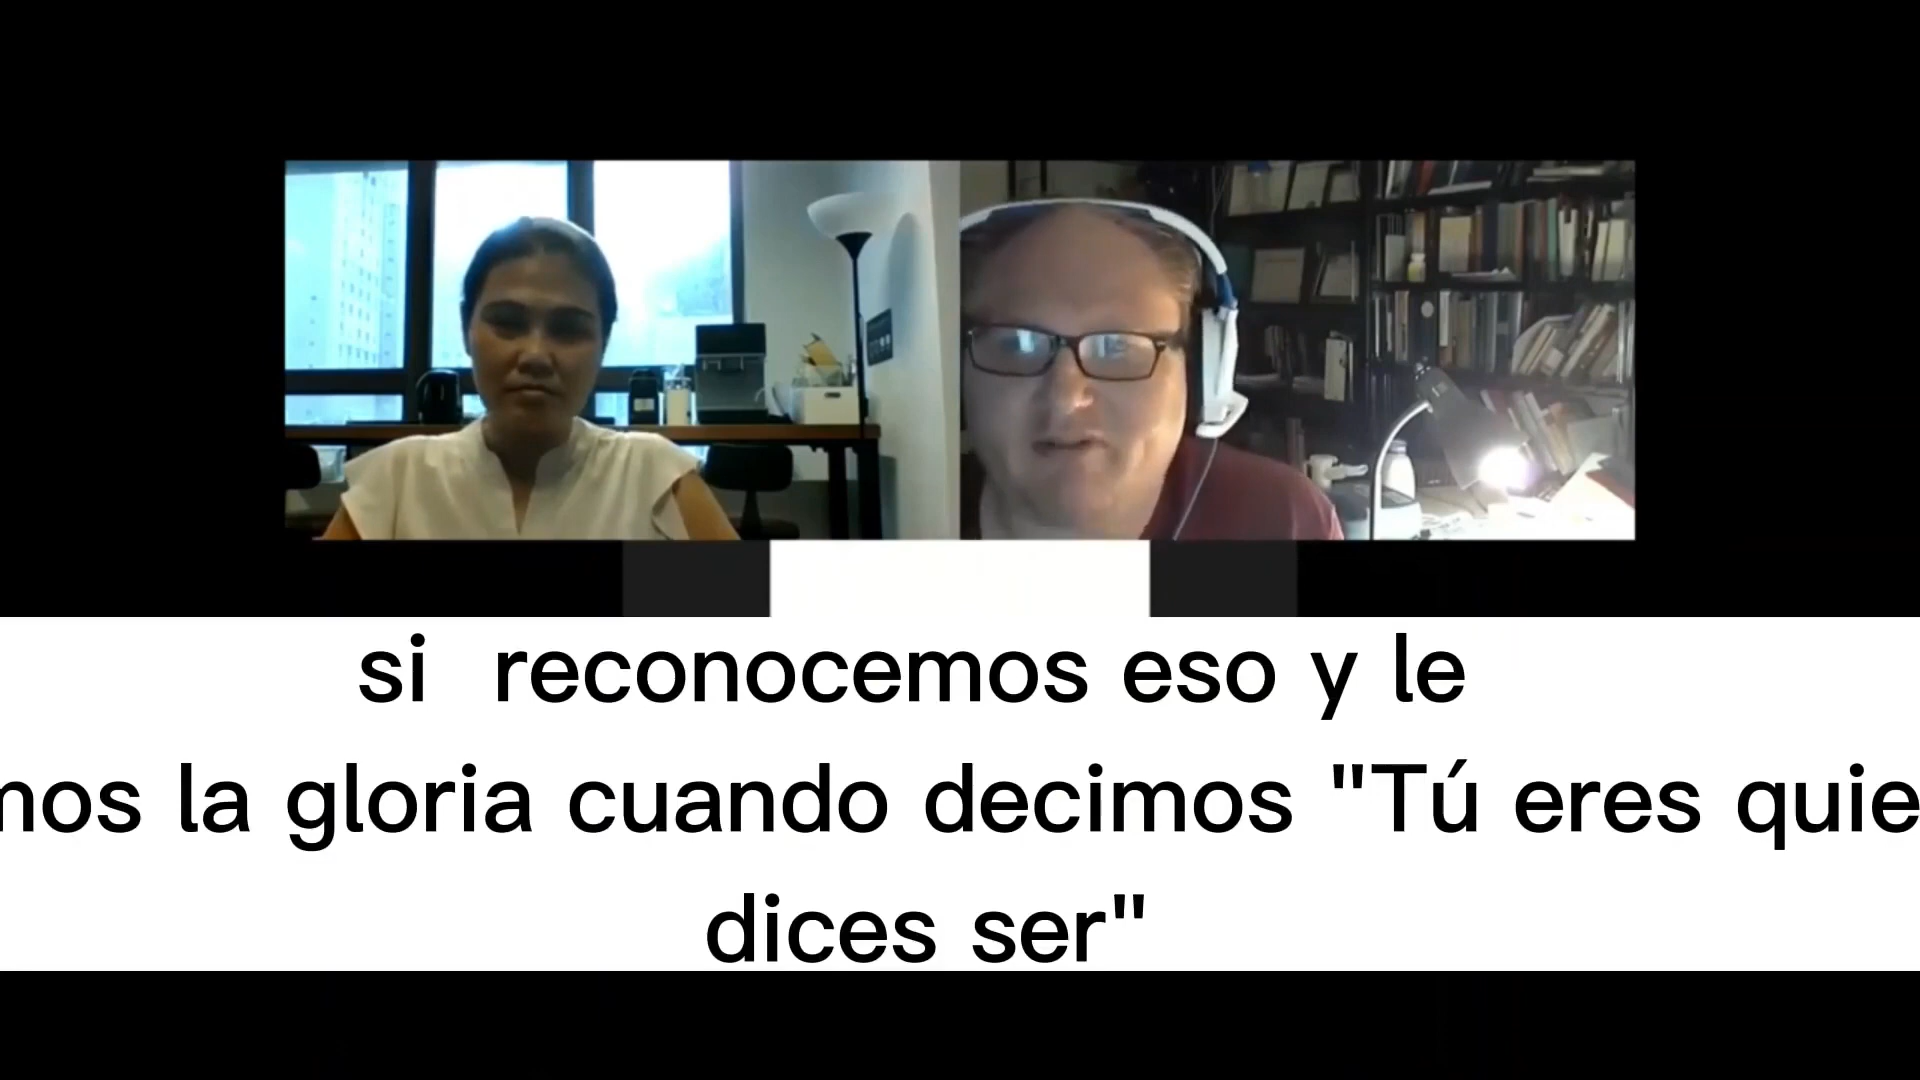 si reconocemos eso y le
mos la gloria cuando decimos "Tú eres quie
dices ser"